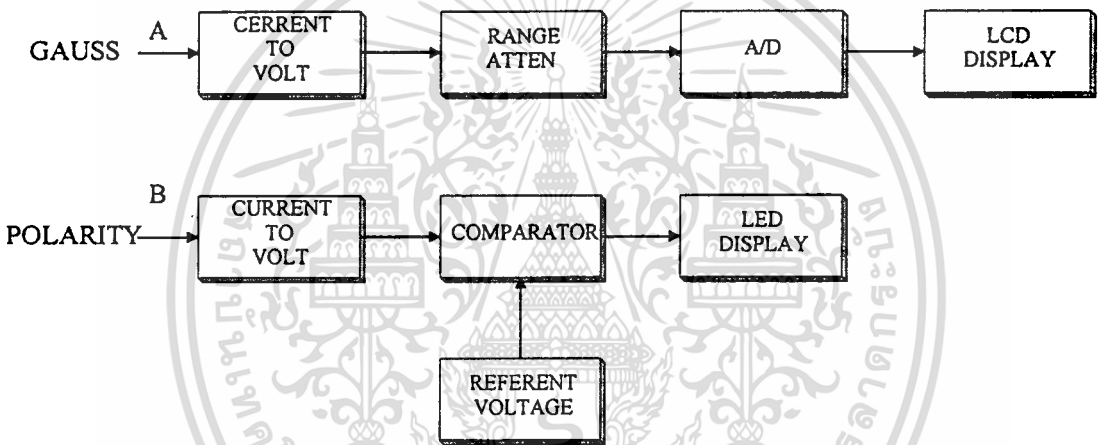 GAUSS
A
CERRENT
TO
VOLT
RANGE
ATTEN
A/D
LCD
DISPLAY
POLARITY
B
CURRENT
TO
VOLT
COMPARATOR
LED
DISPLAY
REFERENT
VOLTAGE